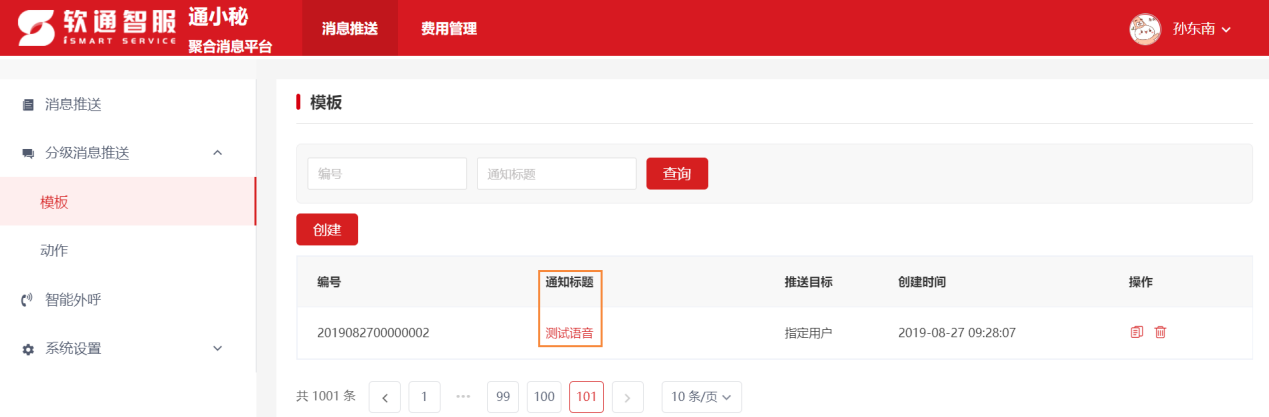 软通智服 通小秘
iSMART SERVICE 聚合消息平台
消息推送 费用管理 孙东南
消息推送
分级消息推送
模板
动作
智能外呼
系统设置
模板
编号 通知标题 查询
创建
编号 通知标题 推送目标 创建时间 操作
2019082700000002 测试语音 指定用户 2019-08-27 09:28:07
共 1001 条 < 1 ••• 99 100 101 > 10 条/页